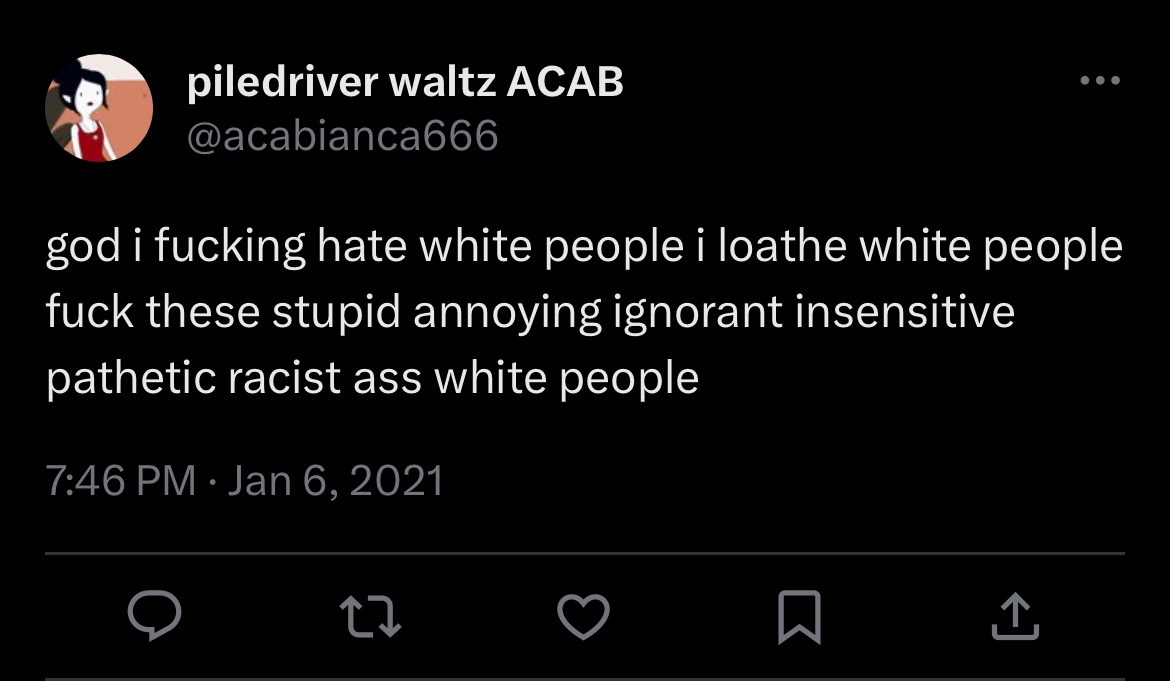 piledriver waltz ACAB
@acabianca666
god i fucking hate white people i loathe white people
fuck these stupid annoying ignorant insensitive
pathetic racist ass white people
7:46 PM · Jan 6, 2021